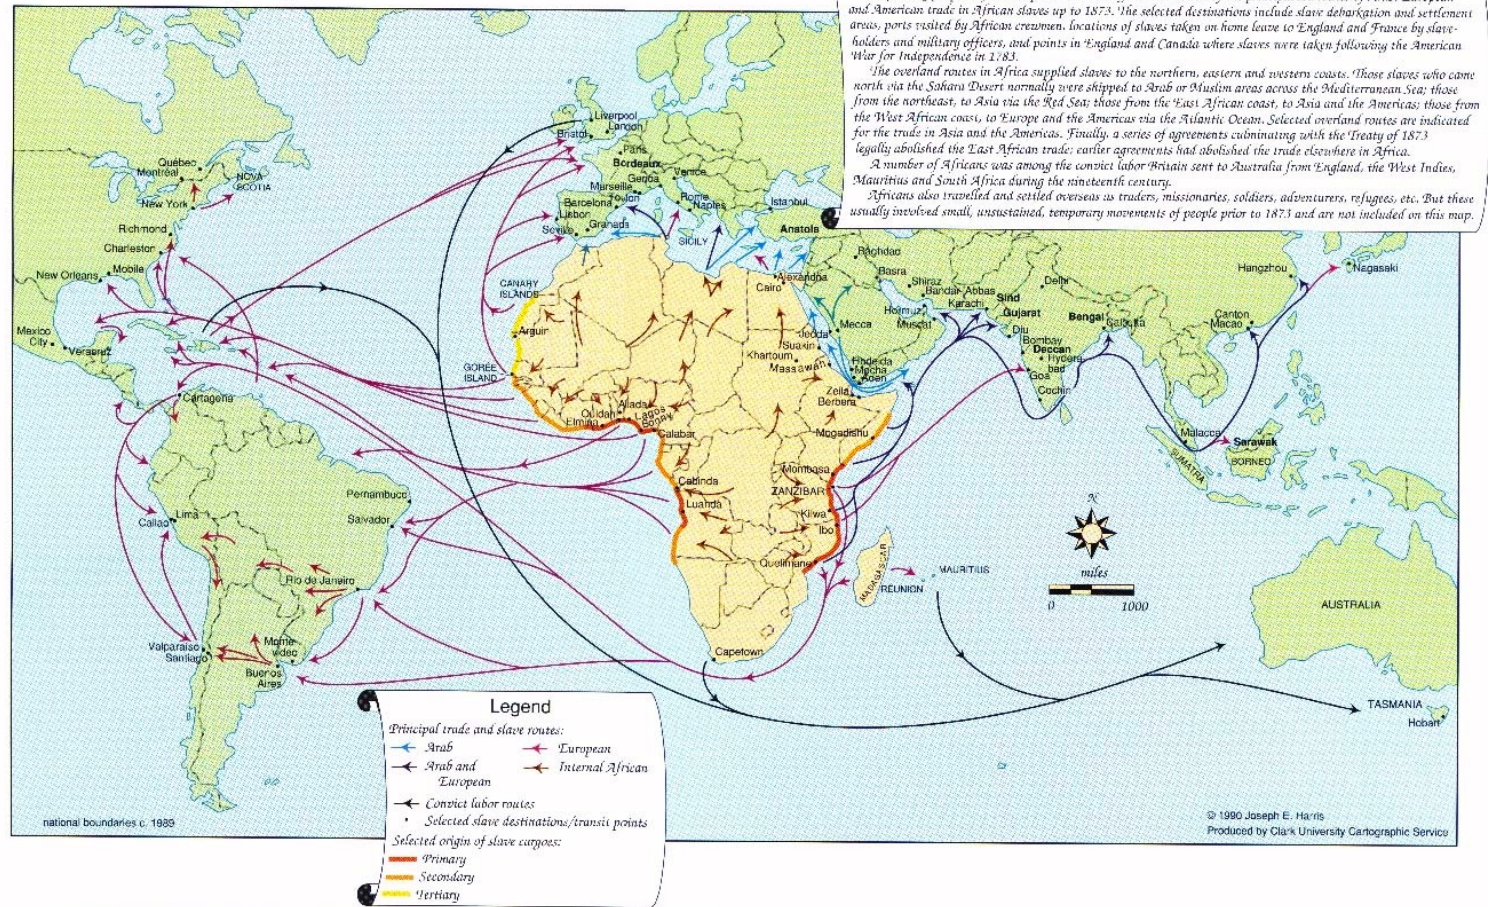 and American trade in African slaves up to 1873. The selected destinations include slave debarkation and settlement
areas, ports visited by African crewmen, locations of slaves taken on home leave to England and France by slave-
holders and military officers, and points in England and Canada where slaves were taken following the American
War for Independence in 1783.
The overland routes in Africa supplied slaves to the northern, eastern and western coasts. Those slaves who came
north via the Sahara Desert normally were shipped to Arab or Muslim areas across the Mediterranean Sea; those
from the northeast, to Asia via the Red Sea; those from the East African coast, to Asia and the Americas; those from
the West African coast, to Europe and the Americas via the Atlantic Ocean. Selected overland routes are indicated
for the trade in Asia and the Americas. Finally, a series of agreements culminating with the Treaty of 1873
legally abolished the East African trade; earlier agreements had abolished the trade elsewhere in Africa.
A number of Africans was among the convict labor Britain sent to Australia from England, the West Indies,
Mauritius and South Africa during the nineteenth century.
Africans also travelled and settled overseas as traders, missionaries, soldiers, adventurers, refugees, etc. But these
usually involved small, unsustained, temporary movements of people prior to 1873 and are not included on this map.
Liverpool
London
Bristol
Paris
Bordeaux
Venice
Genoa
Marseille
Toulon
Barcelona
Rome
Naples
Istanbul
Lisbon
Granada
Seville
SICILY
Anatolia
Québec
Montréal
NOVA
SCOTIA
New York
Richmond
Charleston
Mobile
New Orleans
Mexico
City
Veracruz
Cartagena
CANARY
ISLANDS
Arguin
GORÉE
ISLAND
Alexandria
Cairo
Baghdad
Basra
Shiraz
Bandar Abbas
Hormuz
Muscat
Karachi
Sind
Gujarat
Delhi
Bengal
Calcutta
Diu
Bombay
Deccan
Hydera
bad
Goa
Cochin
Hangzhou
Nagasaki
Canton
Macao
Mecca
Jedda
Suakin
Khartoum
Massawah
Hodeida
Mocha
Aden
Zeila
Berbera
Mogadishu
Allada
Lagos
Ouidah
Bonny
Elmina
Calabar
Cabinda
Luanda
Mombasa
ZANZIBAR
Kilwa
Ibo
Quelimane
MADAGASCAR
RÉUNION
MAURITIUS
Malacca
Sarawak
BORNEO
SUMATRA
Pernambuco
Salvador
Lima
Callao
Rio de Janeiro
Valparaiso
Santiago
Monte
video
Buenos
Aires
Capetown
N
miles
0 1000
AUSTRALIA
TASMANIA
Hobart
Legend
Principal trade and slave routes:
Arab European
Arab and Internal African
European
Convict labor routes
Selected slave destinations/transit points
Selected origin of slave cargoes:
Primary
Secondary
Tertiary
national boundaries c. 1989
© 1990 Joseph E. Harris
Produced by Clark University Cartographic Service